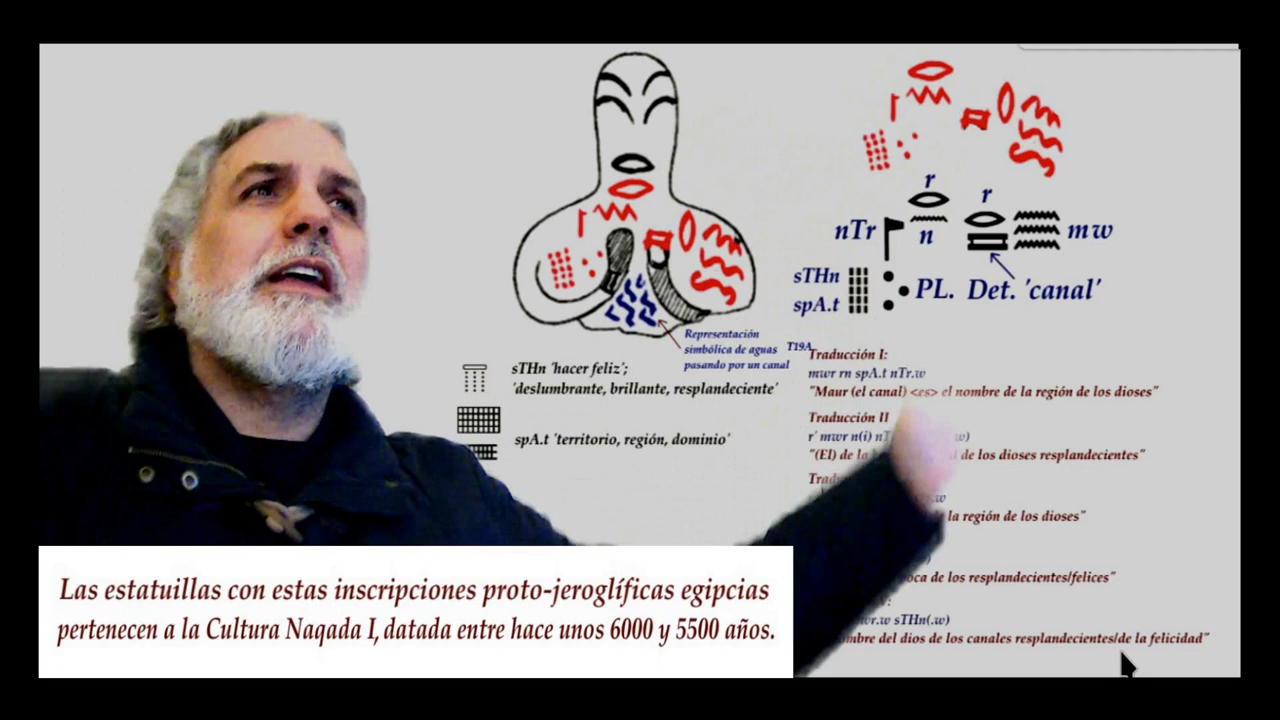 r
r
nTr
n
mw
sTHn
spA.t
PL. Det. 'canal'
Representación
simbólica de aguas
pasando por un canal
T19A
sTHn 'hacer feliz';
'deslumbrante, brillante, resplandeciente'
spA.t 'territorio, región, dominio'
Traducción I:
mwr rn spA.t nTr.w
"Maur (el canal) <es> el nombre de la región de los dioses"
Traducción II
r' mwr n(i)
"(El) de la de los dioses resplandecientes"
la región de los dioses"
de los resplandecientes/felices"
sTHn(.w)
del dios de los canales resplandecientes/de la felicidad"
Las estatuillas con estas inscripciones proto-jeroglíficas egipcias
pertenecen a la Cultura Naqada I, datada entre hace unos 6000 y 5500 años.